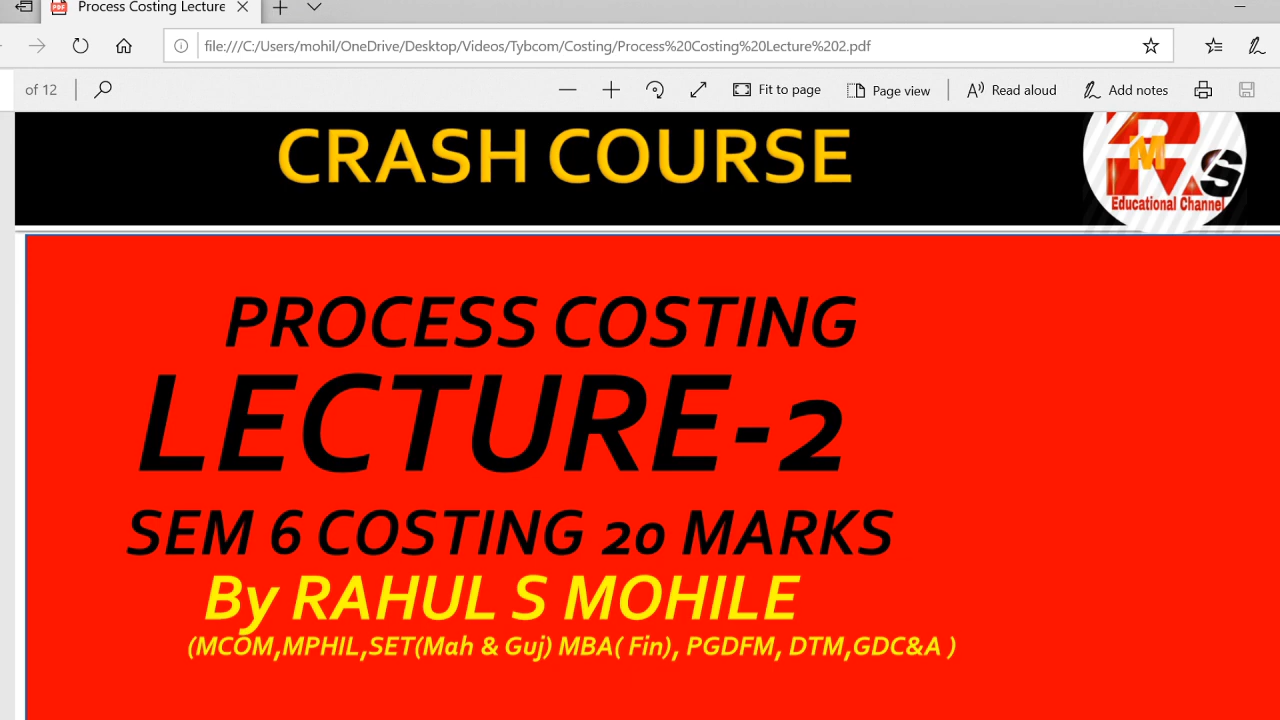 Process Costing Lecture
file:///C:/Users/mohil/OneDrive/Desktop/Videos/Tybcom/Costing/Process%20Costing%20Lecture%202.pdf
of 12
Fit to page
Page view
Read aloud
Add notes
CRASH COURSE
M
S
Educational Channel
PROCESS COSTING
LECTURE-2
SEM 6 COSTING 20 MARKS
By RAHUL S MOHILE
(MCOM,MPHIL,SET(Mah & Guj) MBA( Fin), PGDFM, DTM,GDC&A )